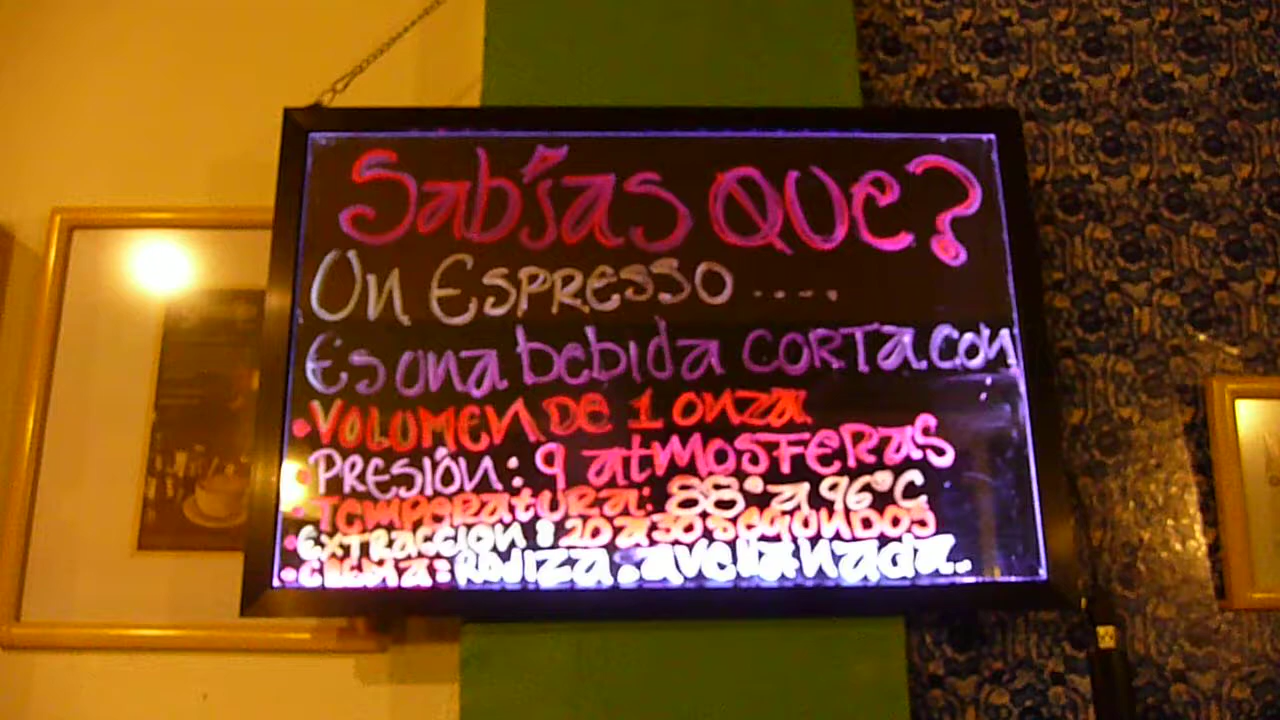 Sabías QUE?
Un ESPRESSO ....
Es una bebida CORTA con
•VOLUMEN DE 1 onza
•PRESIÓN: 9 atMOSFERAS
•TEMPERATURA: 88° a 96°C
•EXTRACCIÓN: 20 a 30 segUNDOS
•CREMA: ROJIZA.avellanada.